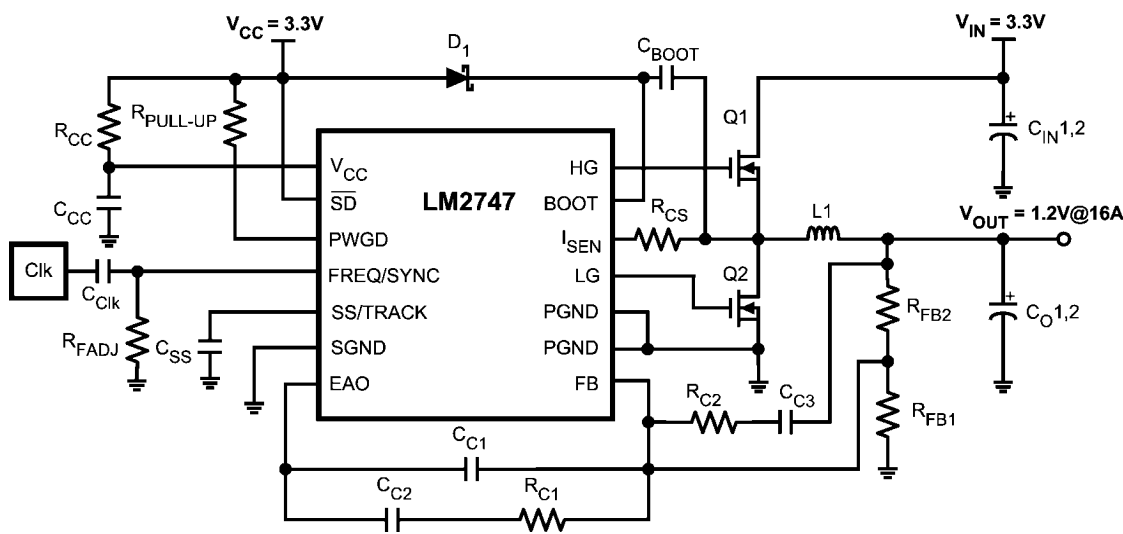 VCC = 3.3V
VIN = 3.3V
D1
CBOOT
RCC
RPULL-UP
Q1
CIN1,2
VCC
HG
LM2747
SD
BOOT
CCC
RCS
L1
VOUT = 1.2V@16A
PWGD
ISEN
Clk
CClk
FREQ/SYNC
LG
Q2
RFB2
CO1,2
RFADJ
CSS
SS/TRACK
PGND
SGND
PGND
EAO
FB
RC2
CC3
RFB1
CC1
CC2
RC1
+
+